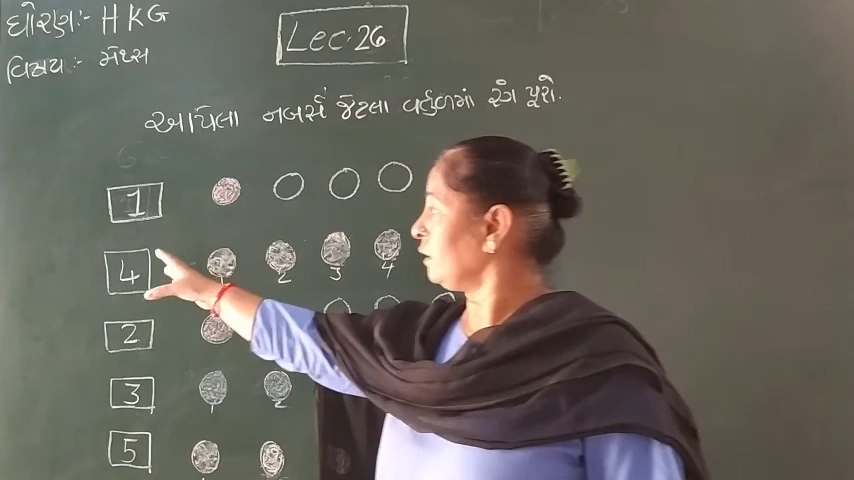 ધોરણ:- HKG
Lec-26
વિષય:- મેથ્સ
આપેલા નંબર જેટલા વર્તુળમાં રંગ પૂરો.
1
4
1 2 3 4
2
3
1 2
5